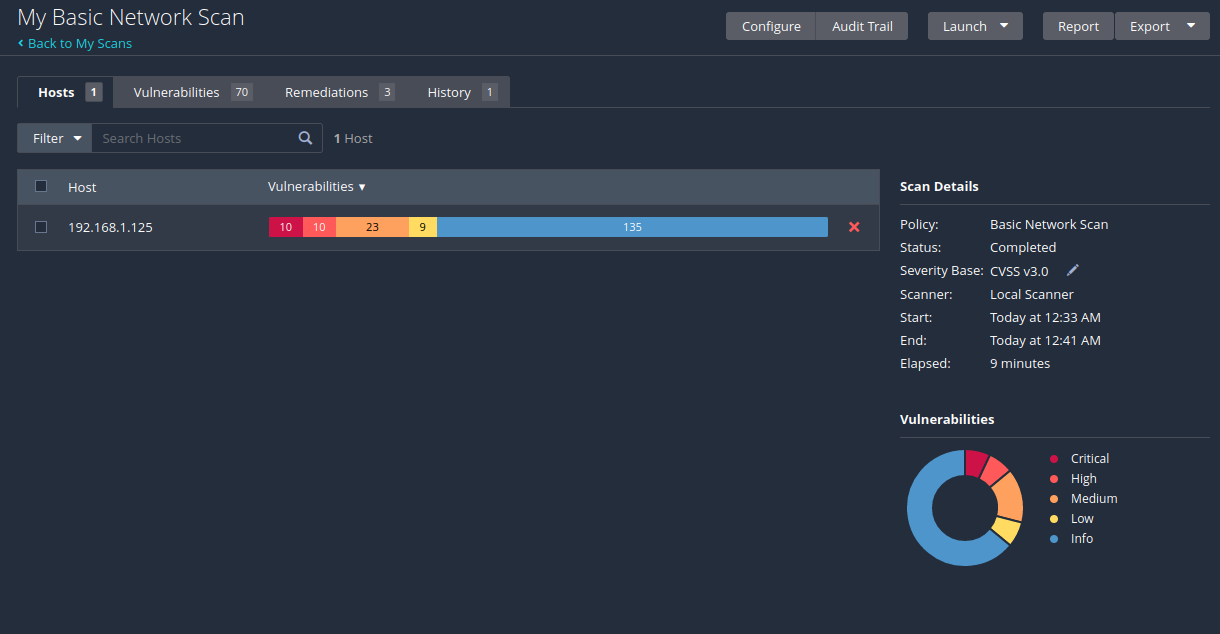 My Basic Network Scan
‹ Back to My Scans
Configure Audit Trail Launch Report Export
Hosts 1 Vulnerabilities 70 Remediations 3 History 1
Filter Search Hosts 1 Host
Host Vulnerabilities
192.168.1.125 10 10 23 9 135
Scan Details
Policy: Basic Network Scan
Status: Completed
Severity Base: CVSS v3.0
Scanner: Local Scanner
Start: Today at 12:33 AM
End: Today at 12:41 AM
Elapsed: 9 minutes
Vulnerabilities
Critical
High
Medium
Low
Info